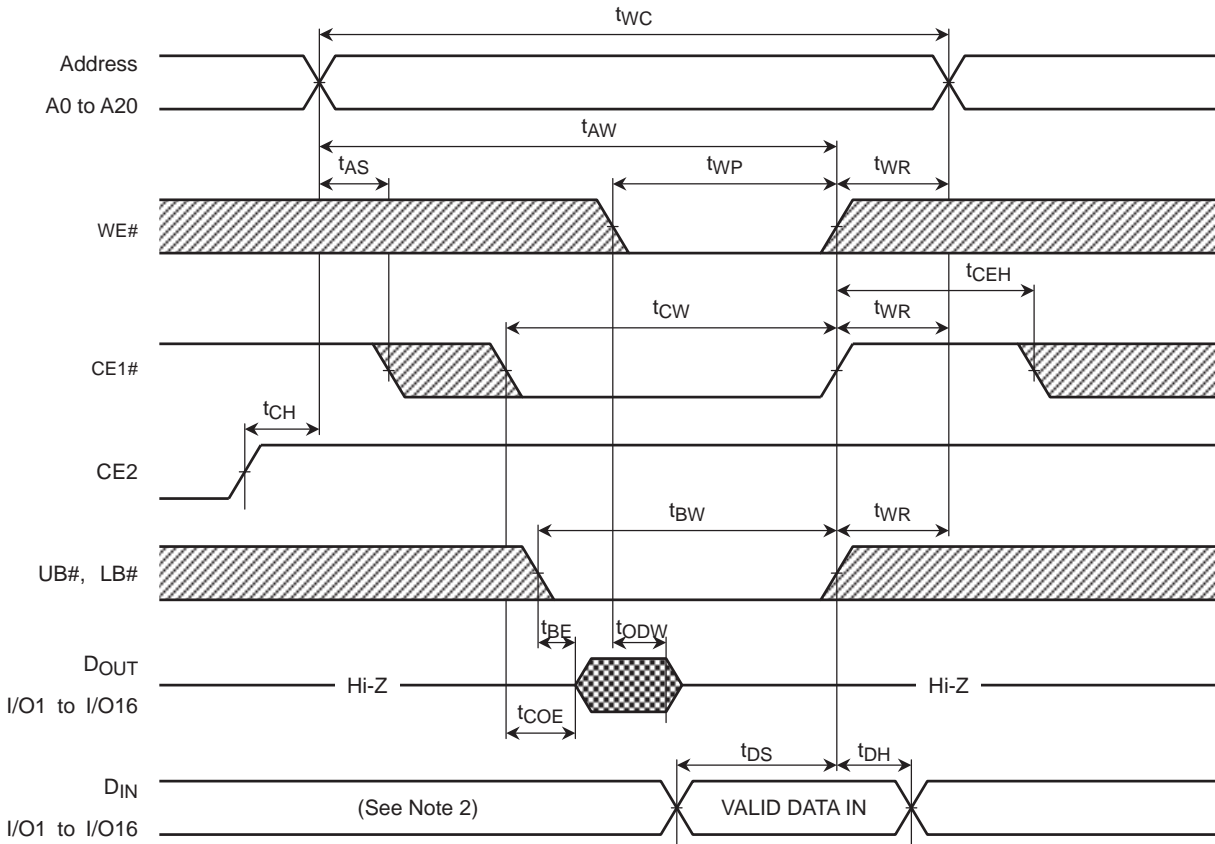 tWC
Address
A0 to A20
tAW
tAS
tWP
tWR
WE#
tCEH
tCW
tWR
CE1#
tCH
CE2
tBW
tWR
UB#, LB#
tBE
tODW
DOUT
Hi-Z
Hi-Z
I/O1 to I/O16
tCOE
tDS
tDH
DIN
(See Note 2)
VALID DATA IN
I/O1 to I/O16